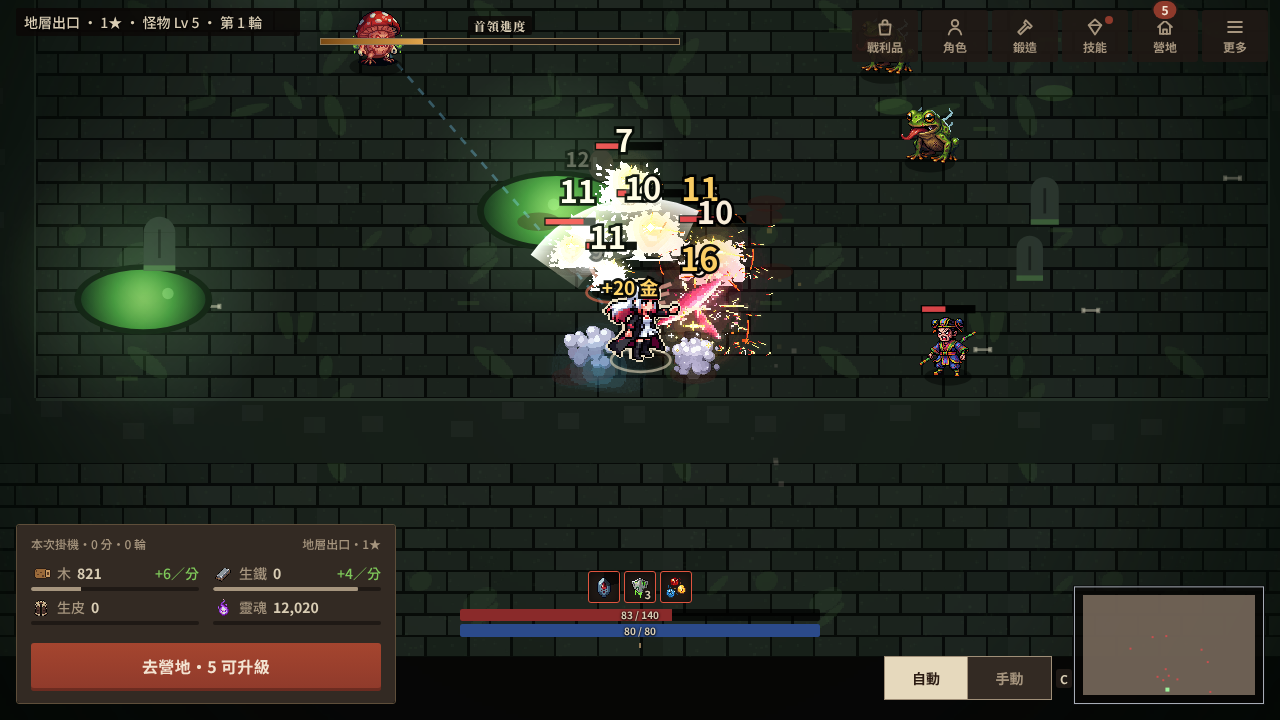 地層出口 · 1★ · 怪物 Lv 5 · 第 1 輪
首領進度
5
戰利品
角色
鍛造
技能
營地
更多
7
12
11
10
11
10
11
16
+20 金
本次掛機 · 0 分 · 0 輪
地層出口 · 1★
木 821
+6／分
生鐵 0
+4／分
生皮 0
靈魂 12,020
去營地 · 5 可升級
3
83 / 140
80 / 80
自動
手動
C